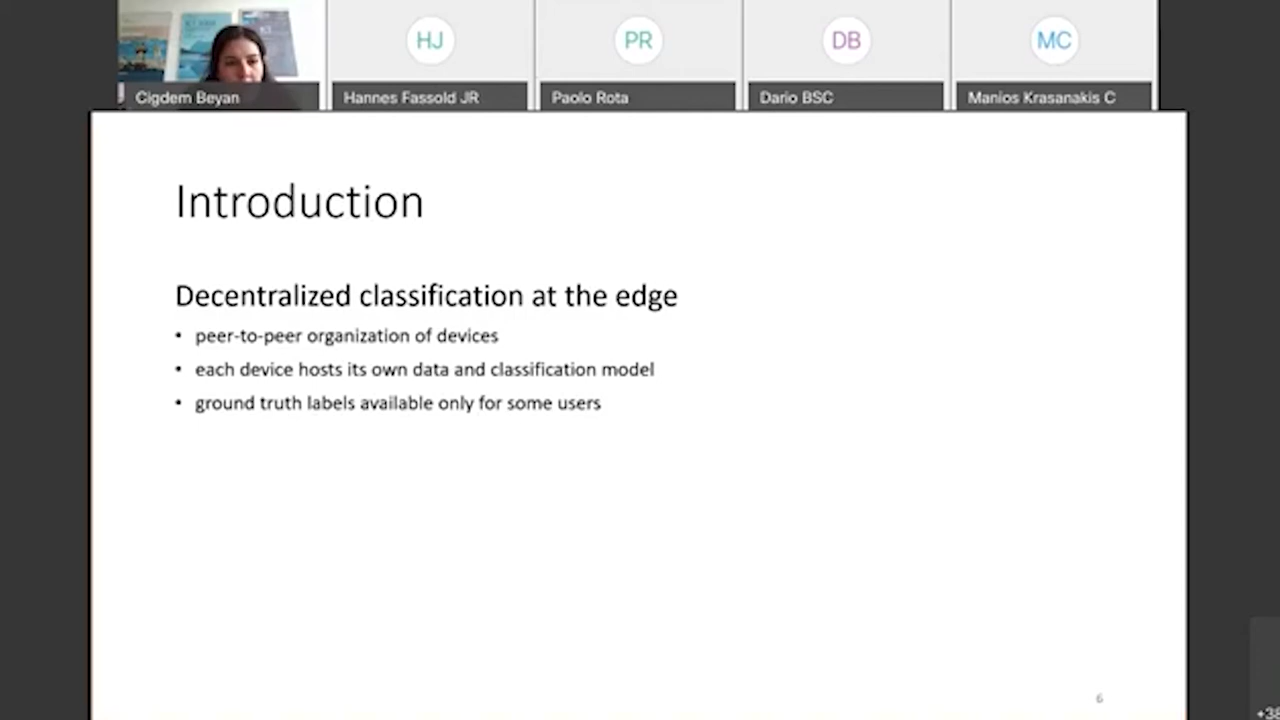 HJ
PR
DB
MC
Cigdem Beyan
Hannes Fassold JR
Paolo Rota
Dario BSC
Manios Krasanakis C
Introduction
Decentralized classification at the edge
• peer-to-peer organization of devices
• each device hosts its own data and classification model
• ground truth labels available only for some users
6